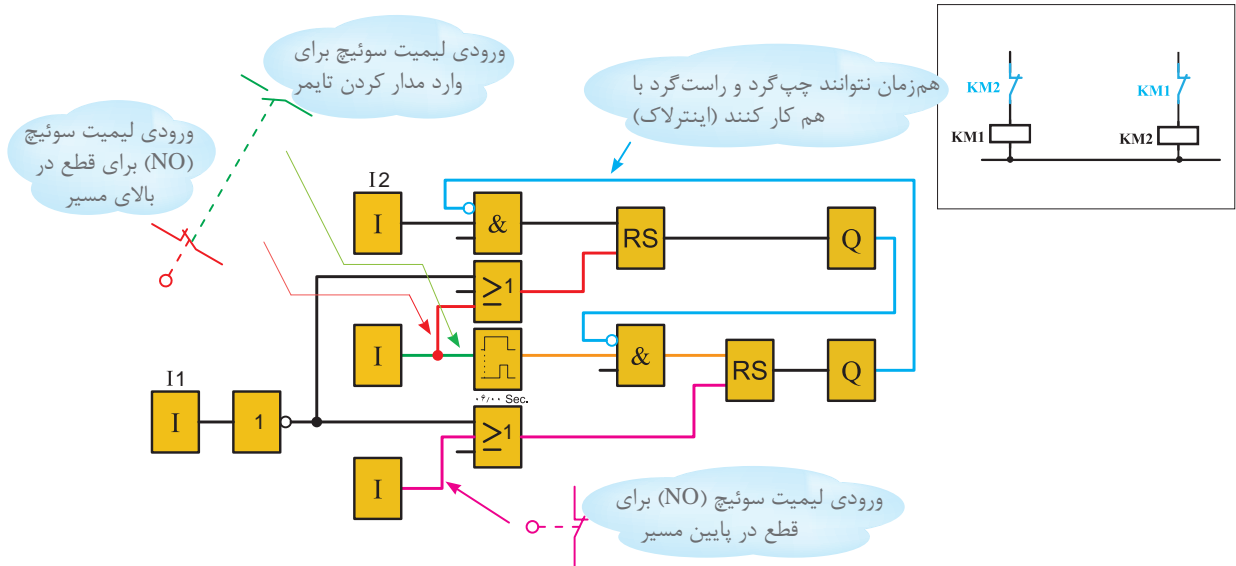 ورودی لیمیت سوئیچ برای
وارد مدار کردن تایمر
هم‌زمان نتوانند چپ‌گرد و راست‌گرد با
هم کار کنند (اینترلاک)
KM2
KM1
KM1
KM2
ورودی لیمیت سوئیچ
(NO) برای قطع در
بالای مسیر
I2
I
&
RS
Q
≥1
I
&
RS
Q
I1
I
1
۰۶/۰۰ Sec.
≥1
I
ورودی لیمیت سوئیچ (NO) برای
قطع در پایین مسیر